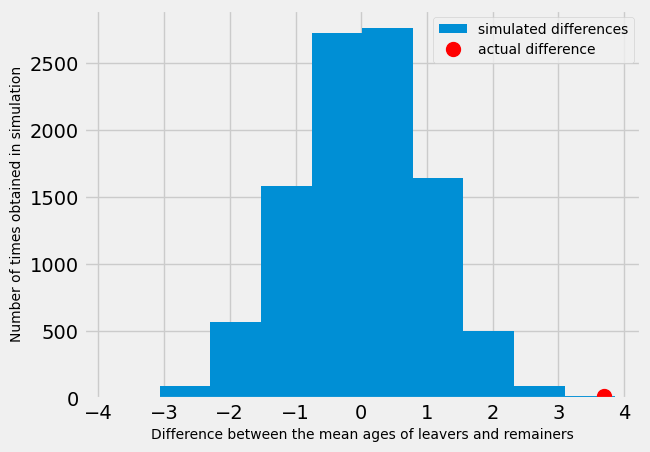 simulated differences
actual difference
Number of times obtained in simulation
2500
2000
1500
1000
500
0
−4 −3 −2 −1 0 1 2 3 4
Difference between the mean ages of leavers and remainers